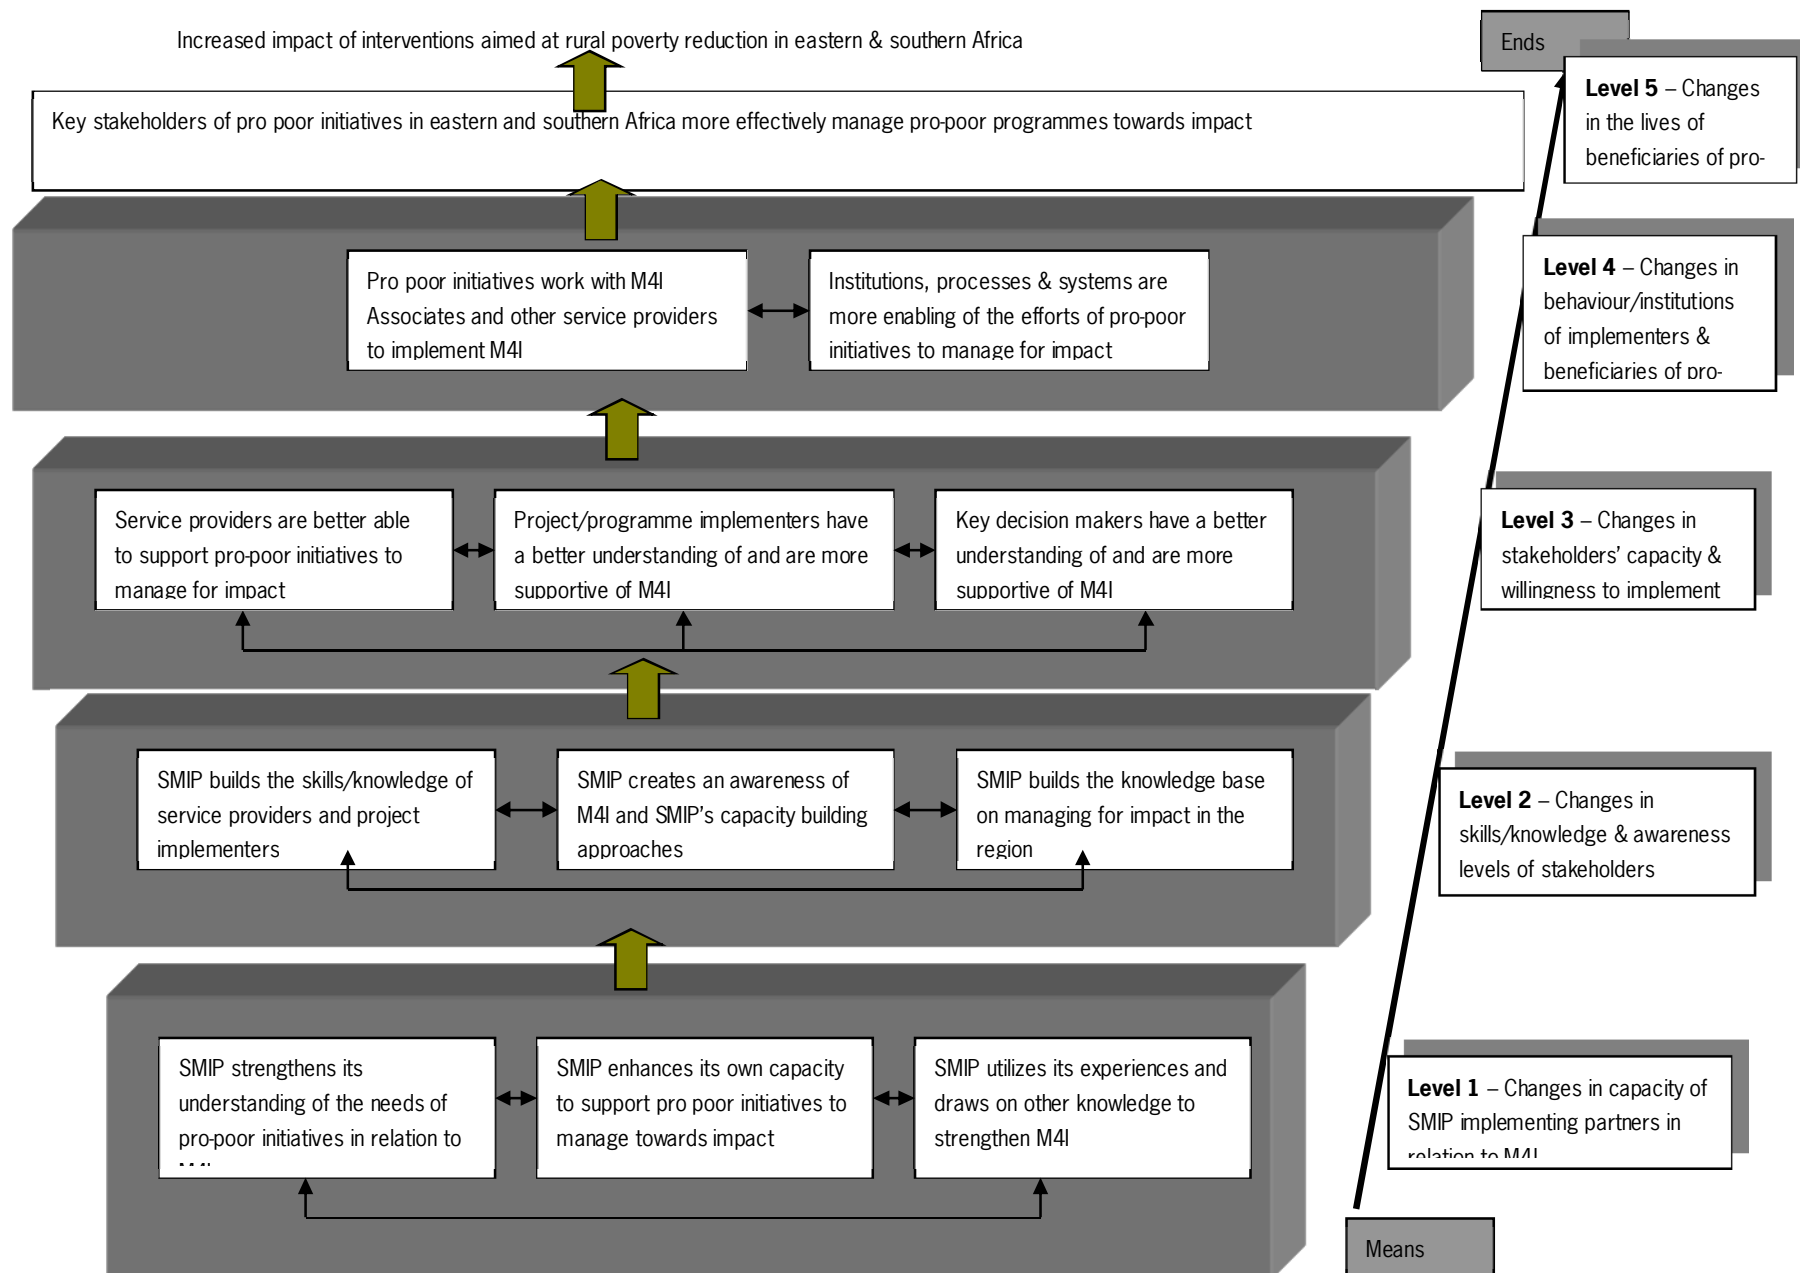 Increased impact of interventions aimed at rural poverty reduction in eastern & southern Africa
Ends
Key stakeholders of pro poor initiatives in eastern and southern Africa more effectively manage pro-poor programmes towards impact
Level 5 – Changes
in the lives of
beneficiaries of pro-
Pro poor initiatives work with M4I
Associates and other service providers
to implement M4I
Institutions, processes & systems are
more enabling of the efforts of pro-poor
initiatives to manage for impact
Level 4 – Changes in
behaviour/institutions
of implementers &
beneficiaries of pro-
Service providers are better able
to support pro-poor initiatives to
manage for impact
Project/programme implementers have
a better understanding of and are more
supportive of M4I
Key decision makers have a better
understanding of and are more
supportive of M4I
Level 3 – Changes in
stakeholders' capacity &
willingness to implement
SMIP builds the skills/knowledge of
service providers and project
implementers
SMIP creates an awareness of
M4I and SMIP's capacity building
approaches
SMIP builds the knowledge base
on managing for impact in the
region
Level 2 – Changes in
skills/knowledge & awareness
levels of stakeholders
SMIP strengthens its
understanding of the needs of
pro-poor initiatives in relation to
SMIP enhances its own capacity
to support pro poor initiatives to
manage towards impact
SMIP utilizes its experiences and
draws on other knowledge to
strengthen M4I
Level 1 – Changes in capacity of
SMIP implementing partners in
relation to M4I
Means